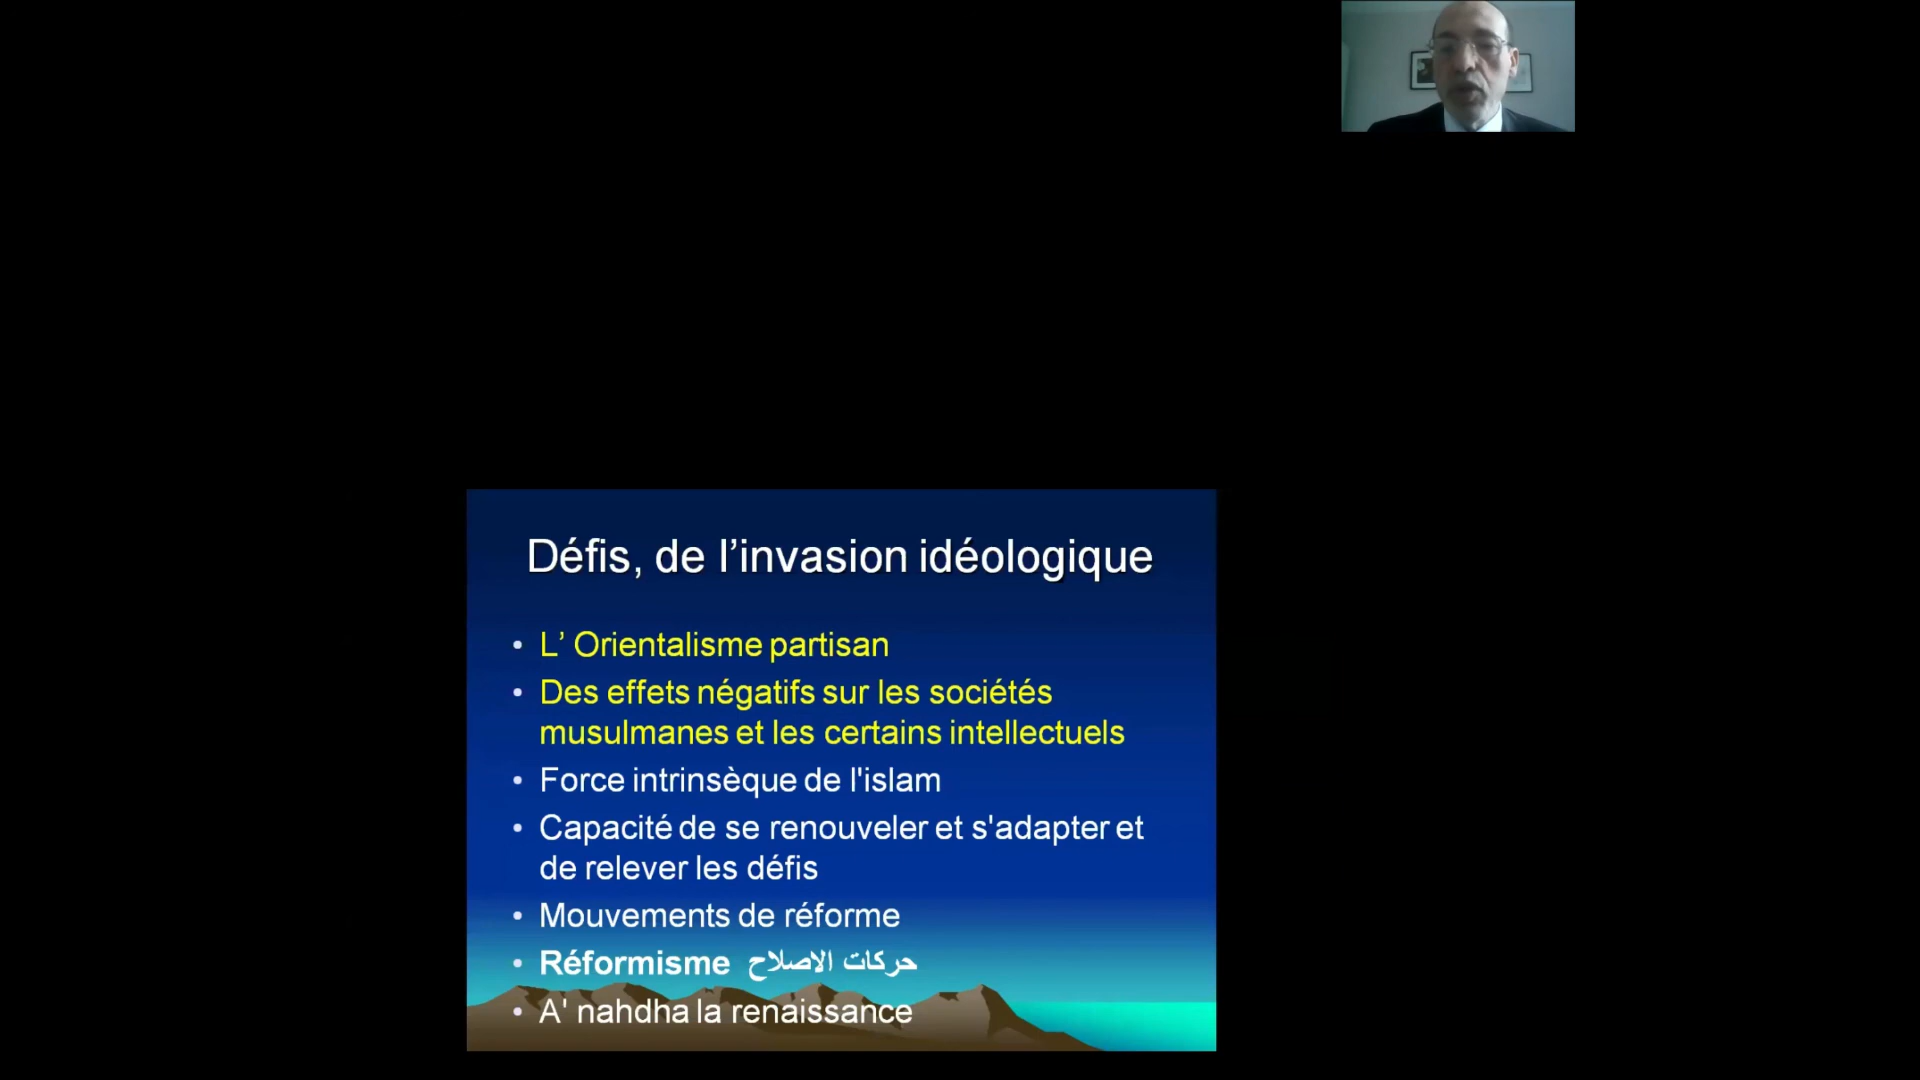 Défis, de l’invasion idéologique
• L’ Orientalisme partisan
• Des effets négatifs sur les sociétés
musulmanes et les certains intellectuels
• Force intrinsèque de l'islam
• Capacité de se renouveler et s'adapter et
de relever les défis
• Mouvements de réforme
• Réformisme حركات الاصلاح
• A' nahdha la renaissance